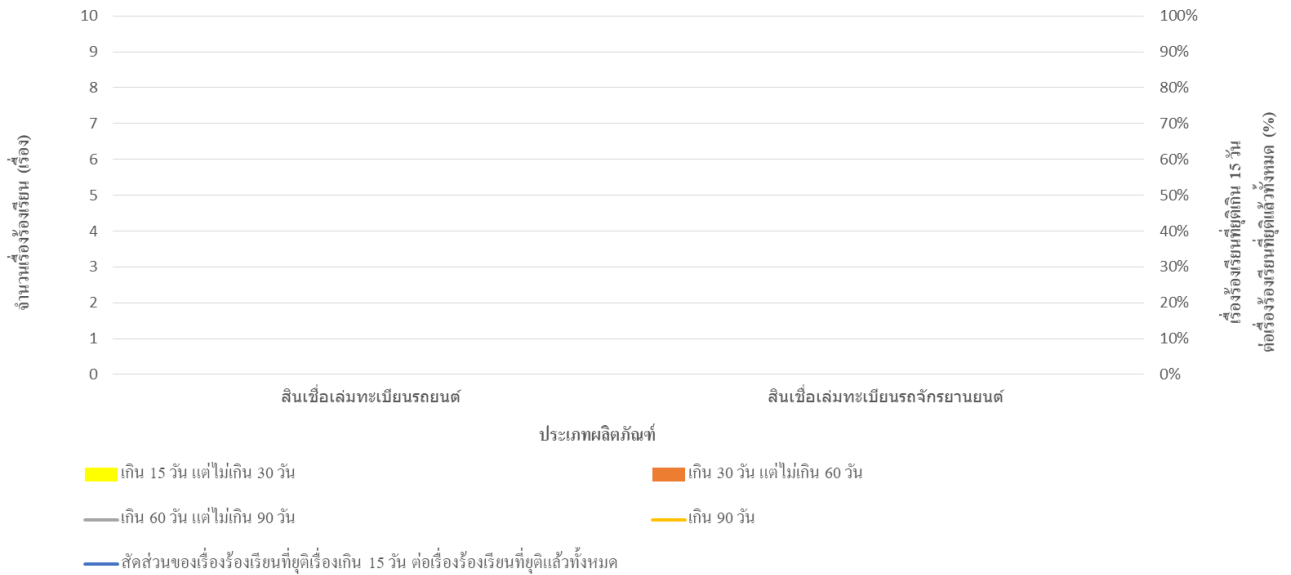 10 100%
9 90%
8 80%
7 70%
6 60%
5 50%
4 40%
3 30%
2 20%
1 10%
0 0%
จำนวนเรื่องร้องเรียน (เรื่อง)
เรื่องร้องเรียนที่ยุติเกิน 15 วัน
ต่อเรื่องร้องเรียนที่ยุติแล้วทั้งหมด (%)
สินเชื่อเล่มทะเบียนรถยนต์ สินเชื่อเล่มทะเบียนรถจักรยานยนต์
ประเภทผลิตภัณฑ์
เกิน 15 วัน แต่ไม่เกิน 30 วัน เกิน 30 วัน แต่ไม่เกิน 60 วัน
เกิน 60 วัน แต่ไม่เกิน 90 วัน เกิน 90 วัน
สัดส่วนของเรื่องร้องเรียนที่ยุติเรื่องเกิน 15 วัน ต่อเรื่องร้องเรียนที่ยุติแล้วทั้งหมด